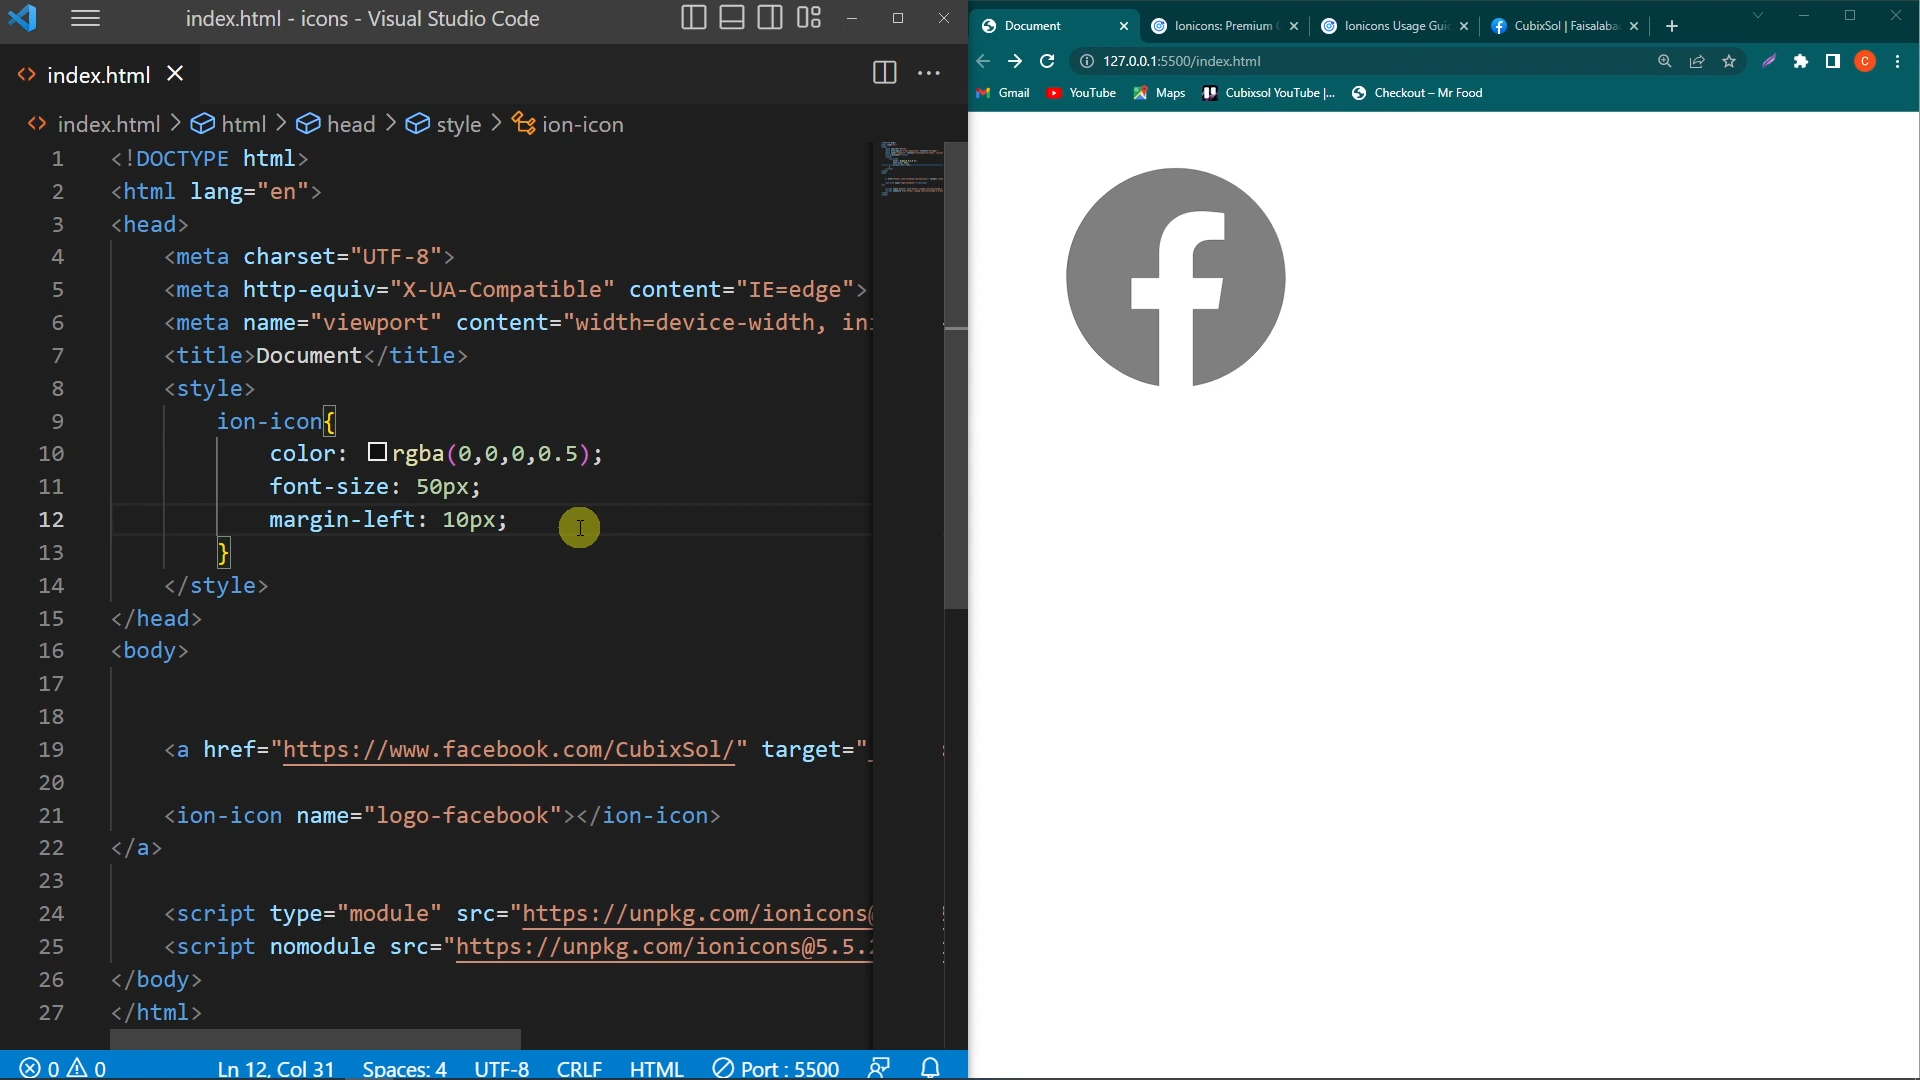 index.html - icons - Visual Studio Code
index.html
index.html > html > head > style > ion-icon
1 <!DOCTYPE html>
2 <html lang="en">
3 <head>
4 <meta charset="UTF-8">
5 <meta http-equiv="X-UA-Compatible" content="IE=edge">
6 <meta name="viewport" content="width=device-width, in
7 <title>Document</title>
8 <style>
9 ion-icon{
10 color: rgba(0,0,0,0.5);
11 font-size: 50px;
12 margin-left: 10px;
13 }
14 </style>
15 </head>
16 <body>
17
18
19 <a href="https://www.facebook.com/CubixSol/" target="_
20
21 <ion-icon name="logo-facebook"></ion-icon>
22 </a>
23
24 <script type="module" src="https://unpkg.com/ionicons@
25 <script nomodule src="https://unpkg.com/ionicons@5.5.2
26 </body>
27 </html>
0 0 Ln 12, Col 31 Spaces: 4 UTF-8 CRLF HTML Port : 5500
Document Ionicons: Premium Ionicons Usage Gui CubixSol | Faisalaba
127.0.0.1:5500/index.html C
Gmail YouTube Maps Cubixsol YouTube |... Checkout – Mr Food